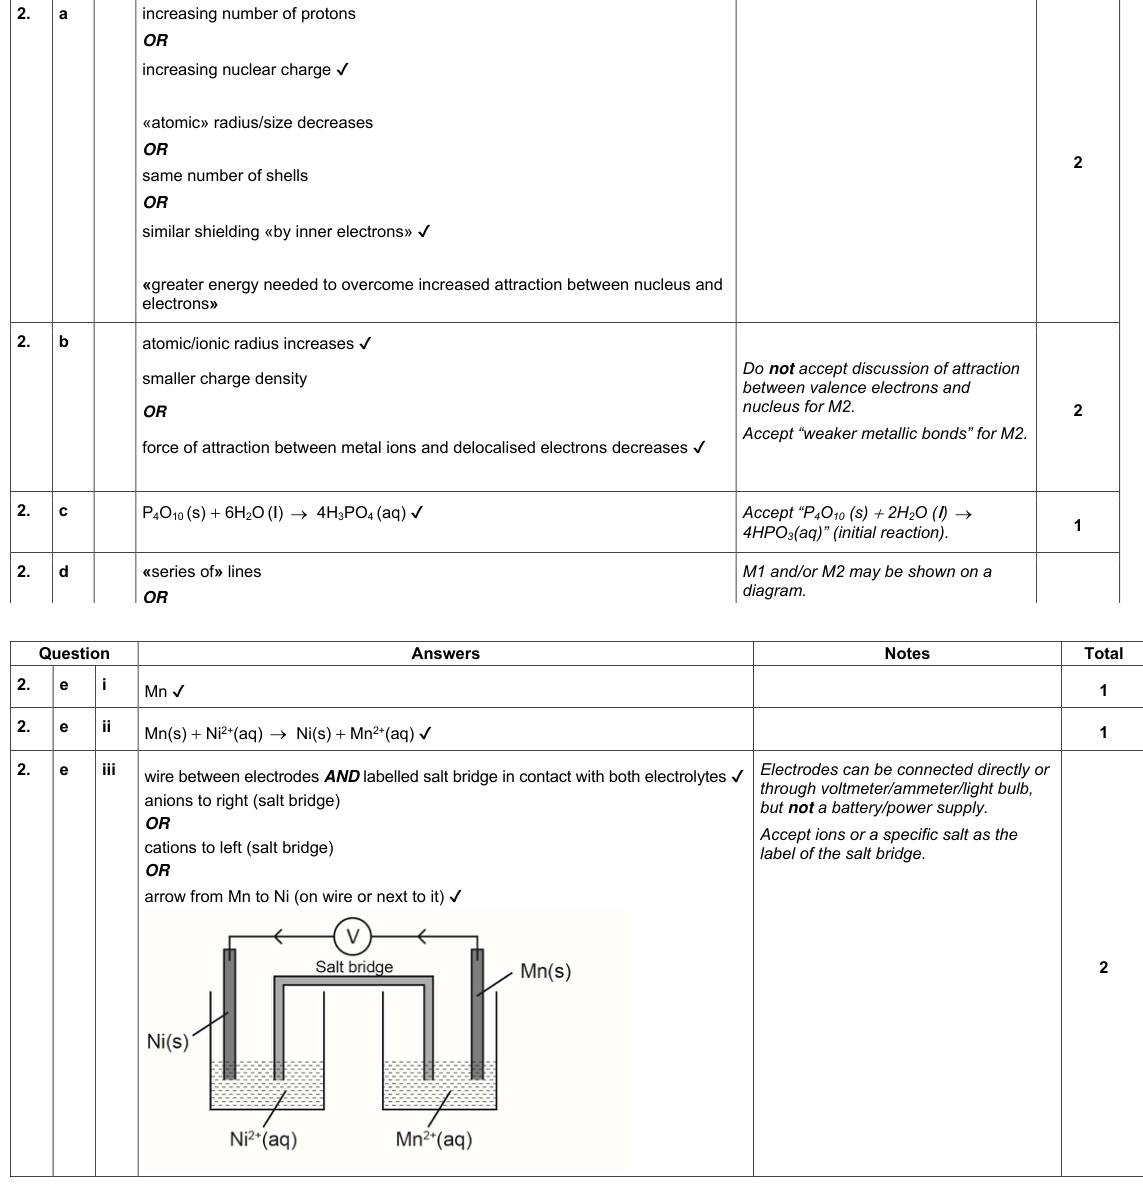 2. a increasing number of protons
OR
increasing nuclear charge ✓
«atomic» radius/size decreases
OR
same number of shells
OR
similar shielding «by inner electrons» ✓
«greater energy needed to overcome increased attraction between nucleus and
electrons»
2
2. b atomic/ionic radius increases ✓
smaller charge density
OR
force of attraction between metal ions and delocalised electrons decreases ✓
Do not accept discussion of attraction
between valence electrons and
nucleus for M2.
Accept “weaker metallic bonds” for M2.
2
2. c P₄O₁₀ (s) + 6H₂O (l) → 4H₃PO₄ (aq) ✓
Accept “P₄O₁₀ (s) + 2H₂O (l) →
4HPO₃(aq)” (initial reaction).
1
2. d «series of» lines
OR
M1 and/or M2 may be shown on a
diagram.
Question Answers Notes Total
2. e i Mn ✓ 1
2. e ii Mn(s) + Ni²⁺(aq) → Ni(s) + Mn²⁺(aq) ✓ 1
2. e iii wire between electrodes AND labelled salt bridge in contact with both electrolytes ✓
anions to right (salt bridge)
OR
cations to left (salt bridge)
OR
arrow from Mn to Ni (on wire or next to it) ✓
V
Salt bridge
Mn(s)
Ni(s)
Ni²⁺(aq) Mn²⁺(aq)
Electrodes can be connected directly or
through voltmeter/ammeter/light bulb,
but not a battery/power supply.
Accept ions or a specific salt as the
label of the salt bridge.
2